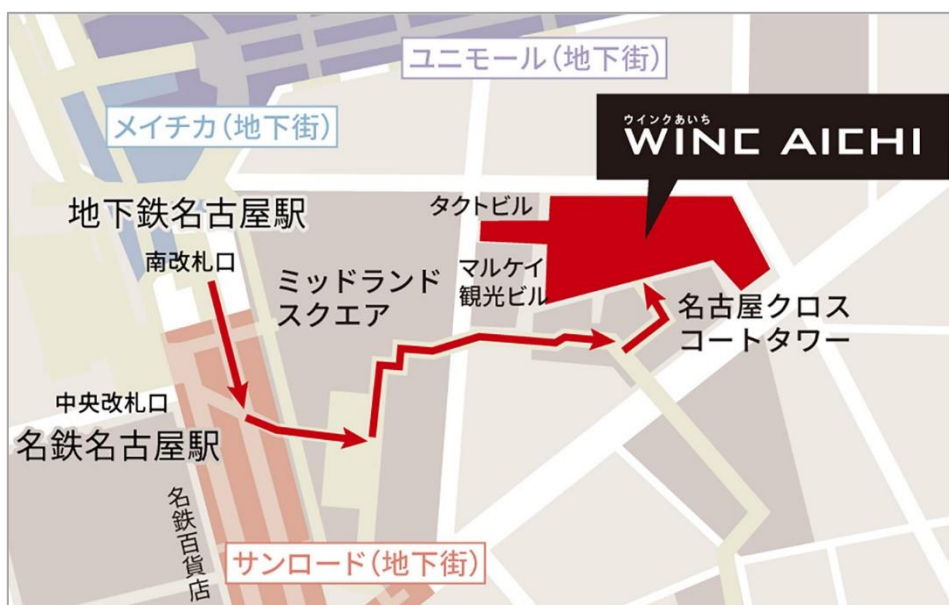 ユニモール(地下街)
メイチカ(地下街)
ウインクあいち
WINC AICHI
地下鉄名古屋駅
南改札口
タクトビル
ミッドランド
スクエア
マルケイ
観光ビル
名古屋クロス
コートタワー
中央改札口
名鉄名古屋駅
名鉄百貨店
サンロード(地下街)